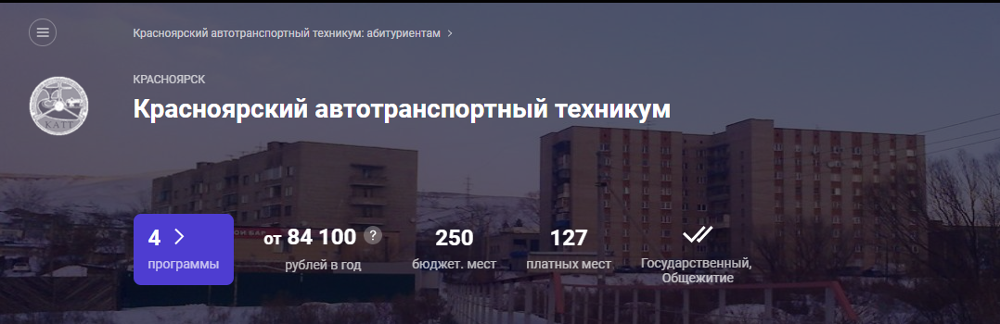 Красноярский автотранспортный техникум: абитуриентам
КРАСНОЯРСК
Красноярский автотранспортный техникум
КАТТ
4
программы
от 84 100 ?
рублей в год
250
бюджет. мест
127
платных мест
Государственный,
Общежитие